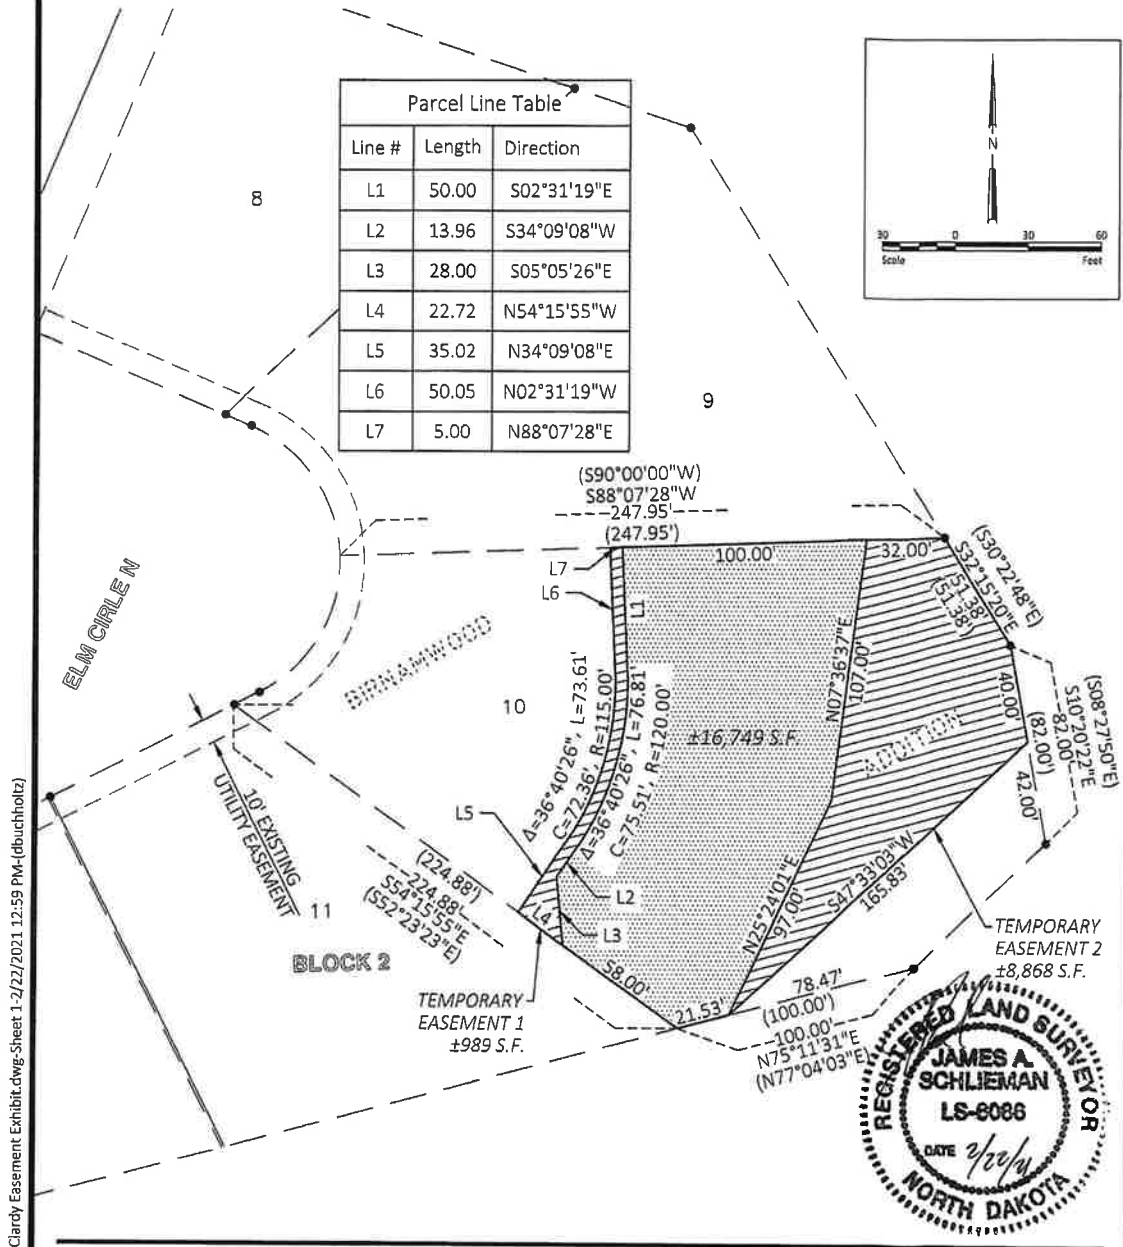 Parcel Line Table
Line # Length Direction
L1 50.00 S02°31'19"E
L2 13.96 S34°09'08"W
L3 28.00 S05°05'26"E
L4 22.72 N54°15'55"W
L5 35.02 N34°09'08"E
L6 50.05 N02°31'19"W
L7 5.00 N88°07'28"E
N
30 0 30 60
Scale Feet
8
9
(S90°00'00"W)
S88°07'28"W
247.95'
(247.95')
100.00'
32.00'
(S30°22'48"E)
S32°15'20"E
51.38'
(51.38')
L7
L6
L1
ELM CIRLE N
BIRNAMWOOD
10
Δ=36°40'26", L=73.61'
C=72.36', R=115.00'
Δ=36°40'26", L=76.81'
C=75.51', R=120.00'
±16,749 S.F.
N07°36'37"E
107.00'
ADDITION
40.00'
(S08°27'50"E)
S10°20'22"E
82.00'
(82.00')
42.00'
10' EXISTING
UTILITY EASEMENT
L5
(224.88')
224.88'
S54°15'55"E
(S52°23'23"E)
L2
L4
L3
N25°24'01"E
97.00'
S47°33'03"W
165.83'
11
BLOCK 2
TEMPORARY
EASEMENT 2
±8,868 S.F.
58.00'
TEMPORARY
EASEMENT 1
±989 S.F.
21.53'
78.47'
(100.00')
100.00'
N75°11'31"E
(N77°04'03"E)
REGISTERED LAND SURVEYOR
JAMES A.
SCHLIEMAN
LS-6086
DATE 2/22/21
NORTH DAKOTA
Clardy Easement Exhibit.dwg-Sheet 1-2/22/2021 12:59 PM-(dbuchholtz)